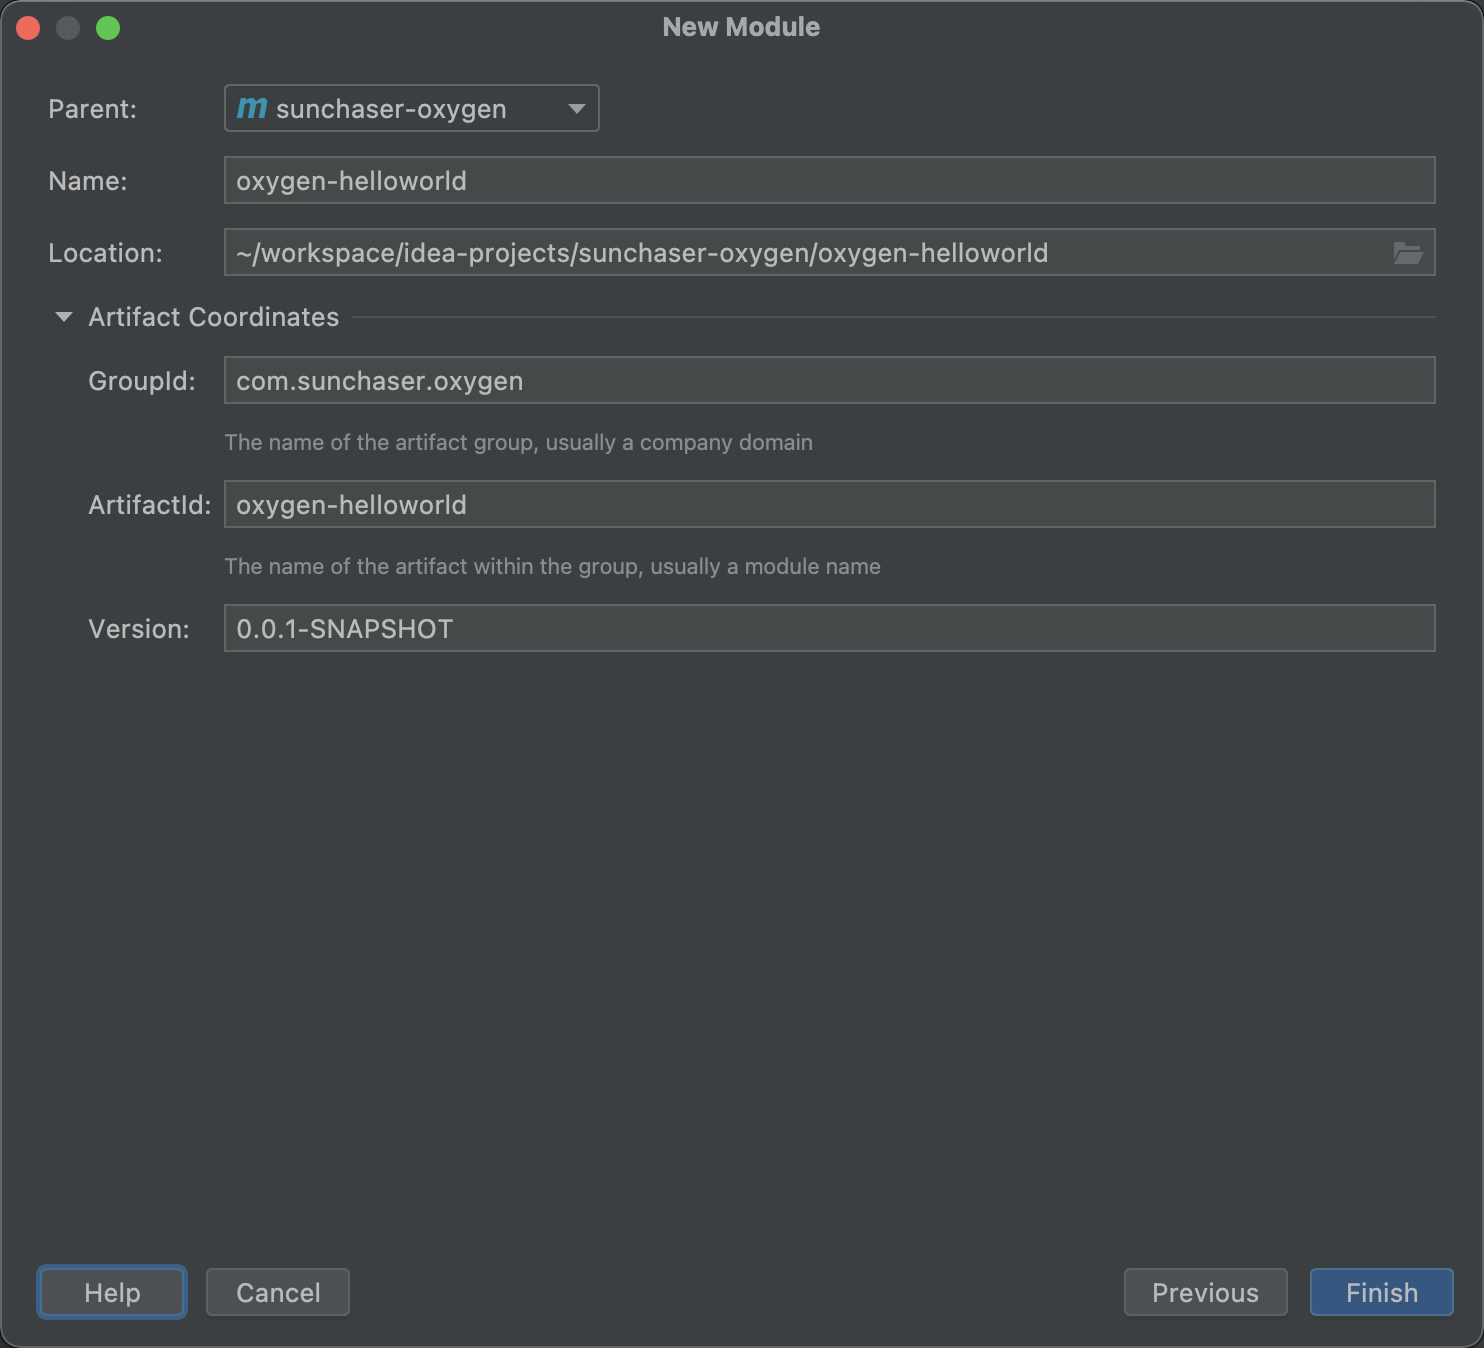 New Module
Parent: m sunchaser-oxygen
Name: oxygen-helloworld
Location: ~/workspace/idea-projects/sunchaser-oxygen/oxygen-helloworld
Artifact Coordinates
GroupId: com.sunchaser.oxygen
The name of the artifact group, usually a company domain
ArtifactId: oxygen-helloworld
The name of the artifact within the group, usually a module name
Version: 0.0.1-SNAPSHOT
Help Cancel Previous Finish